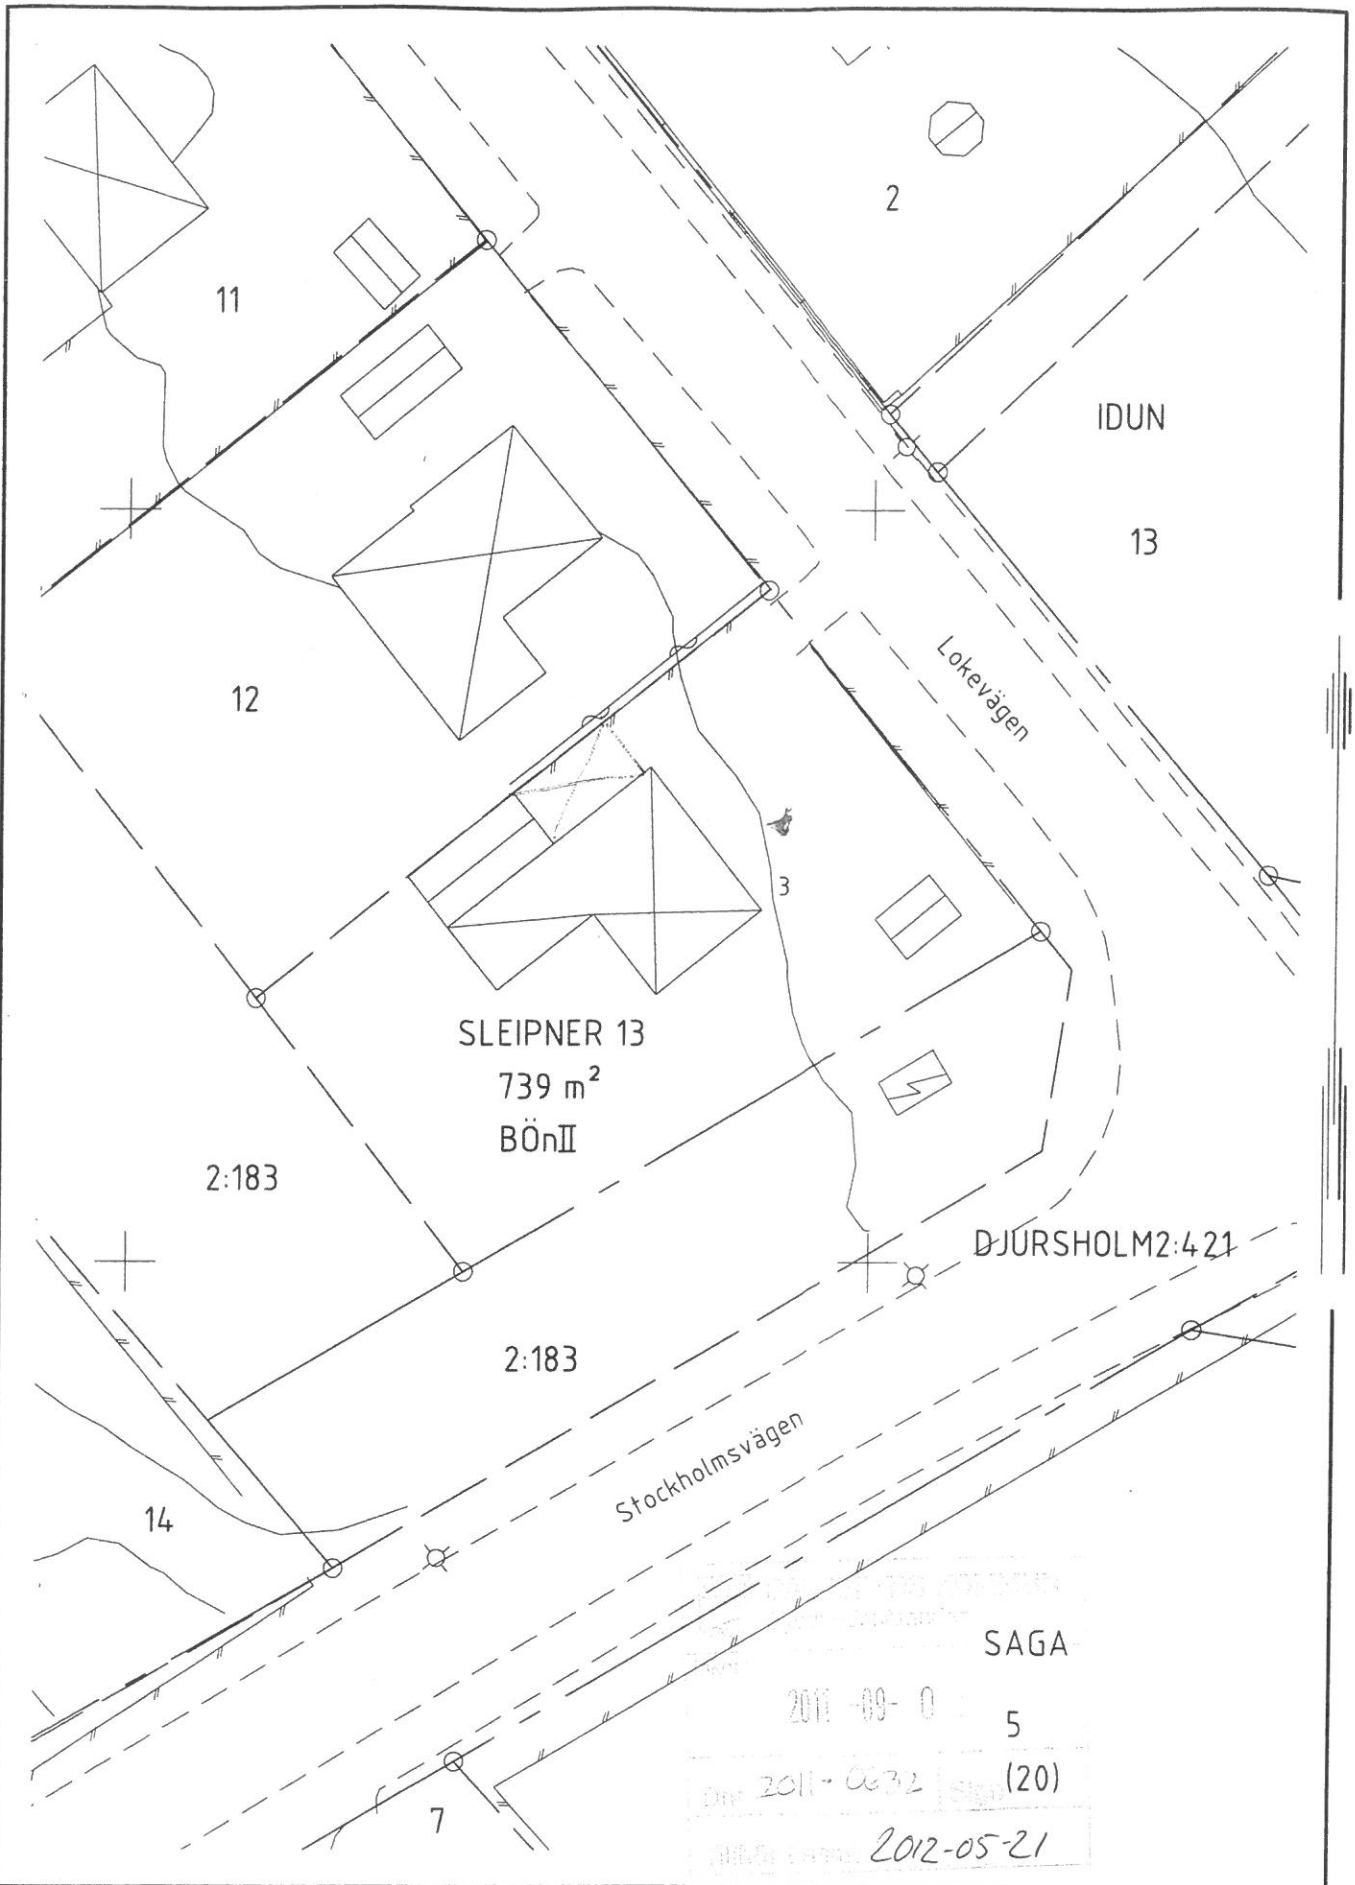 2
11
IDUN
13
12
Lokevägen
3
SLEIPNER 13
739 m²
BÖnII
2:183
DJURSHOLM2:421
2:183
Stockholmsvägen
14
SAGA
2011 -09- 0
5
Dnr 2011-0632
(20)
7
2012-05-21